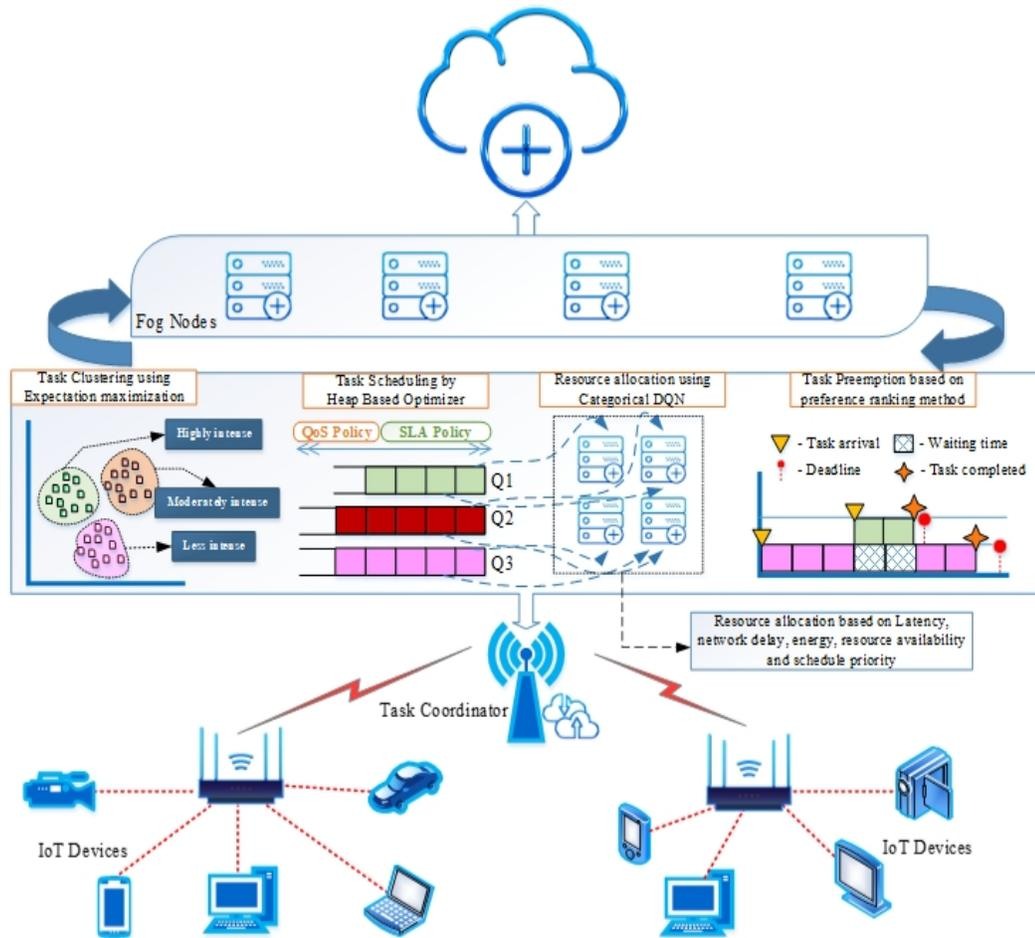 Fog Nodes
Task Clustering using
Expectation maximization
Task Scheduling by
Heap Based Optimizer
Resource allocation using
Categorical DQN
Task Preemption based on
preference ranking method
Highly intense
Moderately intense
Less intense
QoS Policy
SLA Policy
Q1
Q2
Q3
- Task arrival
- Waiting time
- Deadline
- Task completed
Resource allocation based on Latency,
network delay, energy, resource availability
and schedule priority
Task Coordinator
IoT Devices
IoT Devices